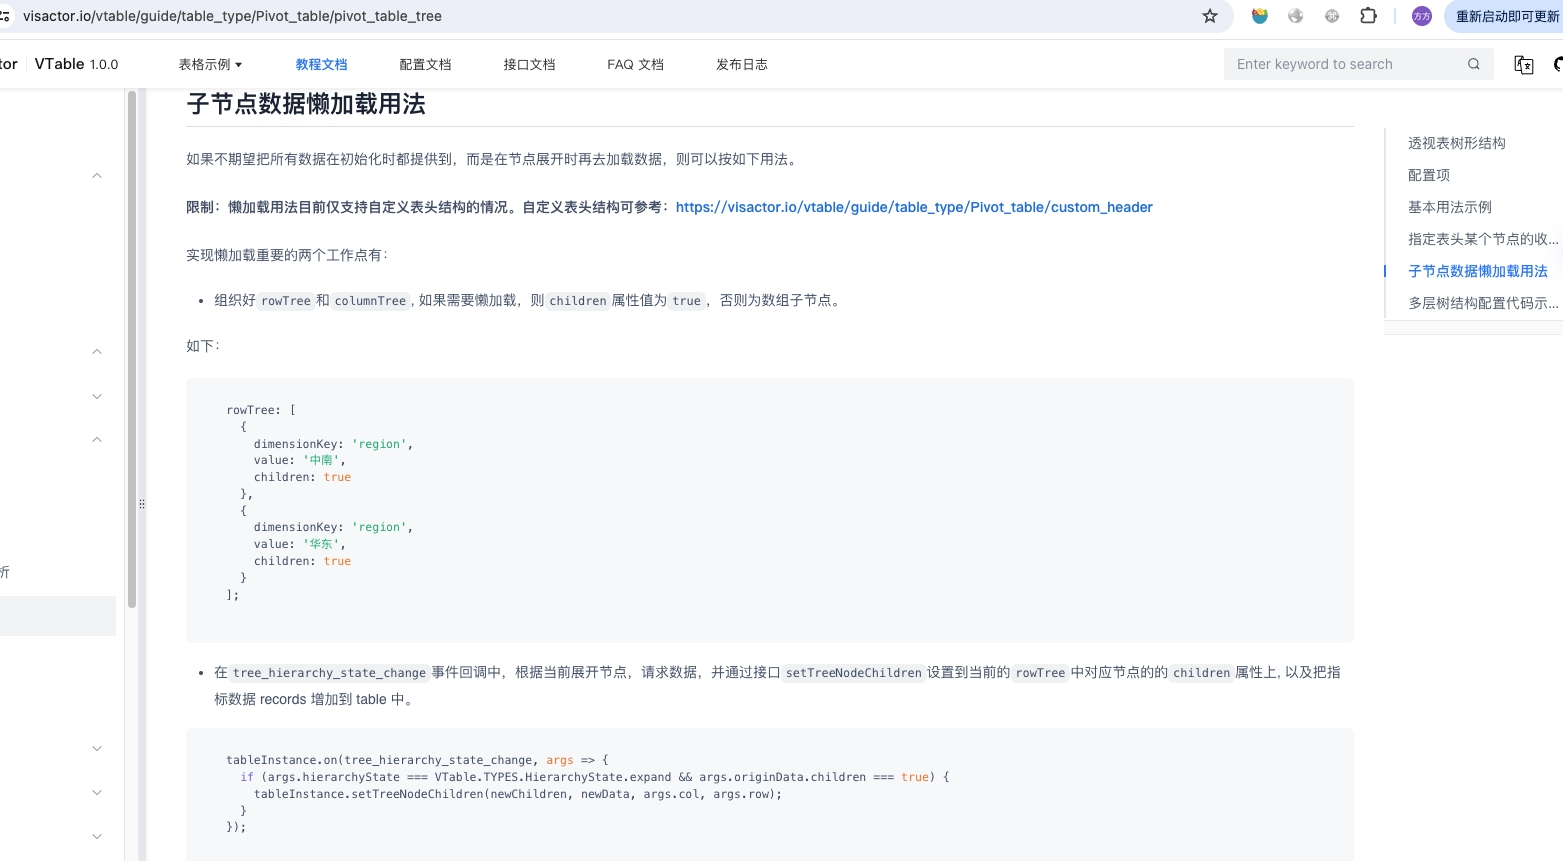 visactor.io/vtable/guide/table_type/Pivot_table/pivot_table_tree
方方
重新启动即可更新
tor VTable 1.0.0 表格示例 教程文档 配置文档 接口文档 FAQ 文档 发布日志 Enter keyword to search
子节点数据懒加载用法
如果不期望把所有数据在初始化时都提供到，而是在节点展开时再去加载数据，则可以按如下用法。
限制：懒加载用法目前仅支持自定义表头结构的情况。自定义表头结构可参考：https://visactor.io/vtable/guide/table_type/Pivot_table/custom_header
实现懒加载重要的两个工作点有：
• 组织好 rowTree 和 columnTree , 如果需要懒加载，则 children 属性值为 true ，否则为数组子节点。
如下：
rowTree: [
{
dimensionKey: 'region',
value: '中南',
children: true
},
{
dimensionKey: 'region',
value: '华东',
children: true
}
];
• 在 tree_hierarchy_state_change 事件回调中，根据当前展开节点，请求数据，并通过接口 setTreeNodeChildren 设置到当前的 rowTree 中对应节点的的 children 属性上, 以及把指
标数据 records 增加到 table 中。
tableInstance.on(tree_hierarchy_state_change, args => {
if (args.hierarchyState === VTable.TYPES.HierarchyState.expand && args.originData.children === true) {
tableInstance.setTreeNodeChildren(newChildren, newData, args.col, args.row);
}
});
析
透视表树形结构
配置项
基本用法示例
指定表头某个节点的收...
子节点数据懒加载用法
多层树结构配置代码示...